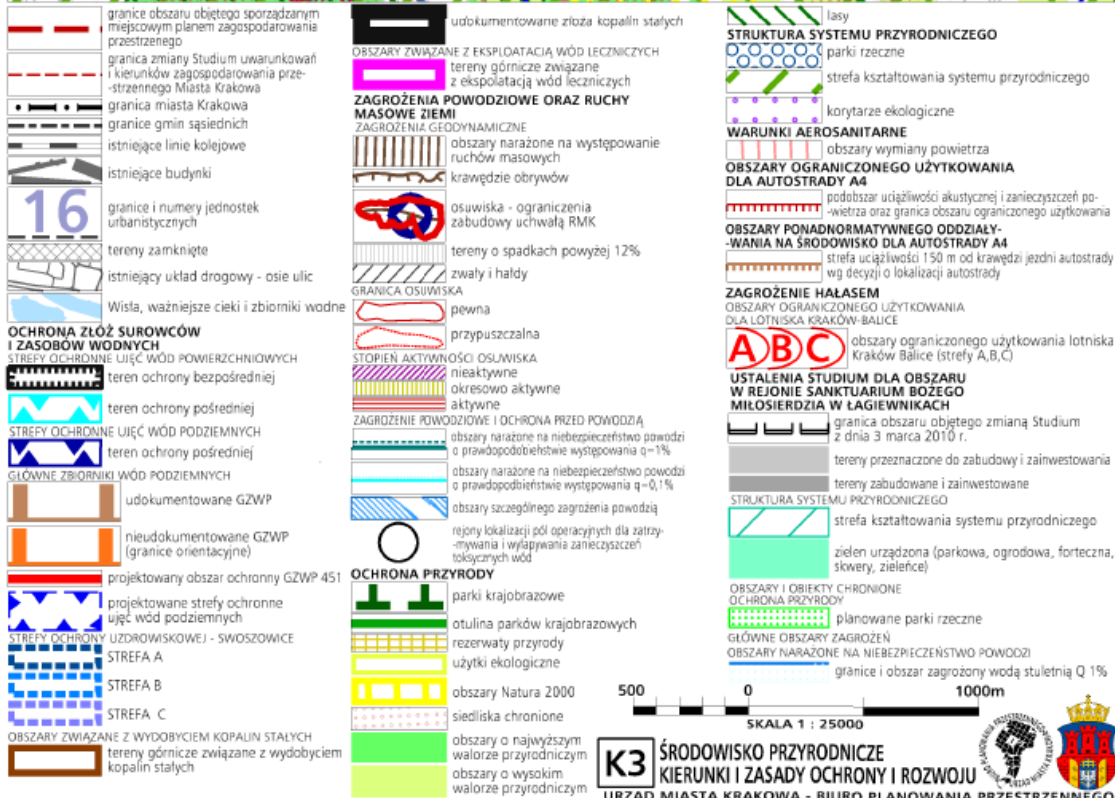 granice obszaru objętego sporządzanym
miejscowym planem zagospodarowania
przestrzenego
granica zmiany Studium uwarunkowań
i kierunków zagospodarowania prze-
-strzennego Miasta Krakowa
granica miasta Krakowa
granice gmin sąsiednich
istniejące linie kolejowe
istniejące budynki
16
granice i numery jednostek
urbanistycznych
tereny zamknięte
istniejący układ drogowy - osie ulic
Wisła, ważniejsze cieki i zbiorniki wodne
OCHRONA ZŁÓŻ SUROWCÓW
I ZASOBÓW WODNYCH
STREFY OCHRONNE UJĘĆ WÓD POWIERZCHNIOWYCH
teren ochrony bezpośredniej
teren ochrony pośredniej
STREFY OCHRONNE UJĘĆ WÓD PODZIEMNYCH
teren ochrony pośredniej
GŁÓWNE ZBIORNIKI WÓD PODZIEMNYCH
udokumentowane GZWP
nieudokumentowane GZWP
(granice orientacyjne)
projektowany obszar ochronny GZWP 451
projektowane strefy ochronne
ujęć wód podziemnych
STREFY OCHRONY UZDROWISKOWEJ - SWOSZOWICE
STREFA A
STREFA B
STREFA C
OBSZARY ZWIĄZANE Z WYDOBYCIEM KOPALIN STAŁYCH
tereny górnicze związane z wydobyciem
kopalin stałych
udokumentowane złoża kopalin stałych
OBSZARY ZWIĄZANE Z EKSPLOATACJĄ WÓD LECZNICZYCH
tereny górnicze związane
z ekspolatacją wód leczniczych
ZAGROŻENIA POWODZIOWE ORAZ RUCHY
MASOWE ZIEMI
ZAGROŻENIA GEODYNAMICZNE
obszary narażone na występowanie
ruchów masowych
krawędzie obrywów
osuwiska - ograniczenia
zabudowy uchwałą RMK
tereny o spadkach powyżej 12%
zwały i hałdy
GRANICA OSUWISKA
pewna
przypuszczalna
STOPIEŃ AKTYWNOŚCI OSUWISKA
nieaktywne
okresowo aktywne
aktywne
ZAGROŻENIE POWODZIOWE I OCHRONA PRZED POWODZIĄ
obszary narażone na niebezpieczeństwo powodzi
o prawdopodobieństwie występowania q=1%
obszary narażone na niebezpieczeństwo powodzi
o prawdopodobieństwie występowania q=0,1%
obszary szczególnego zagrożenia powodzią
rejony lokalizacji pól operacyjnych dla zatrzy-
-mywania i wyłapywania zanieczyszczeń
toksycznych wód
OCHRONA PRZYRODY
parki krajobrazowe
otulina parków krajobrazowych
rezerwaty przyrody
użytki ekologiczne
obszary Natura 2000
siedliska chronione
obszary o najwyższym
walorze przyrodniczym
obszary o wysokim
walorze przyrodniczym
lasy
STRUKTURA SYSTEMU PRZYRODNICZEGO
parki rzeczne
strefa kształtowania systemu przyrodniczego
korytarze ekologiczne
WARUNKI AEROSANITARNE
obszary wymiany powietrza
OBSZARY OGRANICZONEGO UŻYTKOWANIA
DLA AUTOSTRADY A4
podobszar uciążliwości akustycznej i zanieczyszczeń po-
-wietrza oraz granica obszaru ograniczonego użytkowania
OBSZARY PONADNORMATYWNEGO ODDZIAŁY-
-WANIA NA ŚRODOWISKO DLA AUTOSTRADY A4
strefa uciążliwości 150 m od krawędzi jezdni autostrady
wg decyzji o lokalizacji autostrady
ZAGROŻENIE HAŁASEM
OBSZARY OGRANICZONEGO UŻYTKOWANIA
DLA LOTNISKA KRAKÓW-BALICE
A B C
obszary ograniczonego użytkowania lotniska
Kraków Balice (strefy A,B,C)
USTALENIA STUDIUM DLA OBSZARU
W REJONIE SANKTUARIUM BOŻEGO
MIŁOSIERDZIA W ŁAGIEWNIKACH
granica obszaru objętego zmianą Studium
z dnia 3 marca 2010 r.
tereny przeznaczone do zabudowy i zainwestowania
tereny zabudowane i zainwestowane
STRUKTURA SYSTEMU PRZYRODNICZEGO
strefa kształtowania systemu przyrodniczego
zielen urządzona (parkowa, ogrodowa, forteczna,
skwery, zieleńce)
OBSZARY I OBIEKTY CHRONIONE
OCHRONA PRZYRODY
planowane parki rzeczne
GŁÓWNE OBSZARY ZAGROŻEŃ
OBSZARY NARAŻONE NA NIEBEZPIECZEŃSTWO POWODZI
granice i obszar zagrożony wodą stuletnią Q 1%
500 0 1000m
SKALA 1 : 25000
K3
ŚRODOWISKO PRZYRODNICZE
KIERUNKI I ZASADY OCHRONY I ROZWOJU
URZĄD MIASTA KRAKOWA - BIURO PLANOWANIA PRZESTRZENNEGO